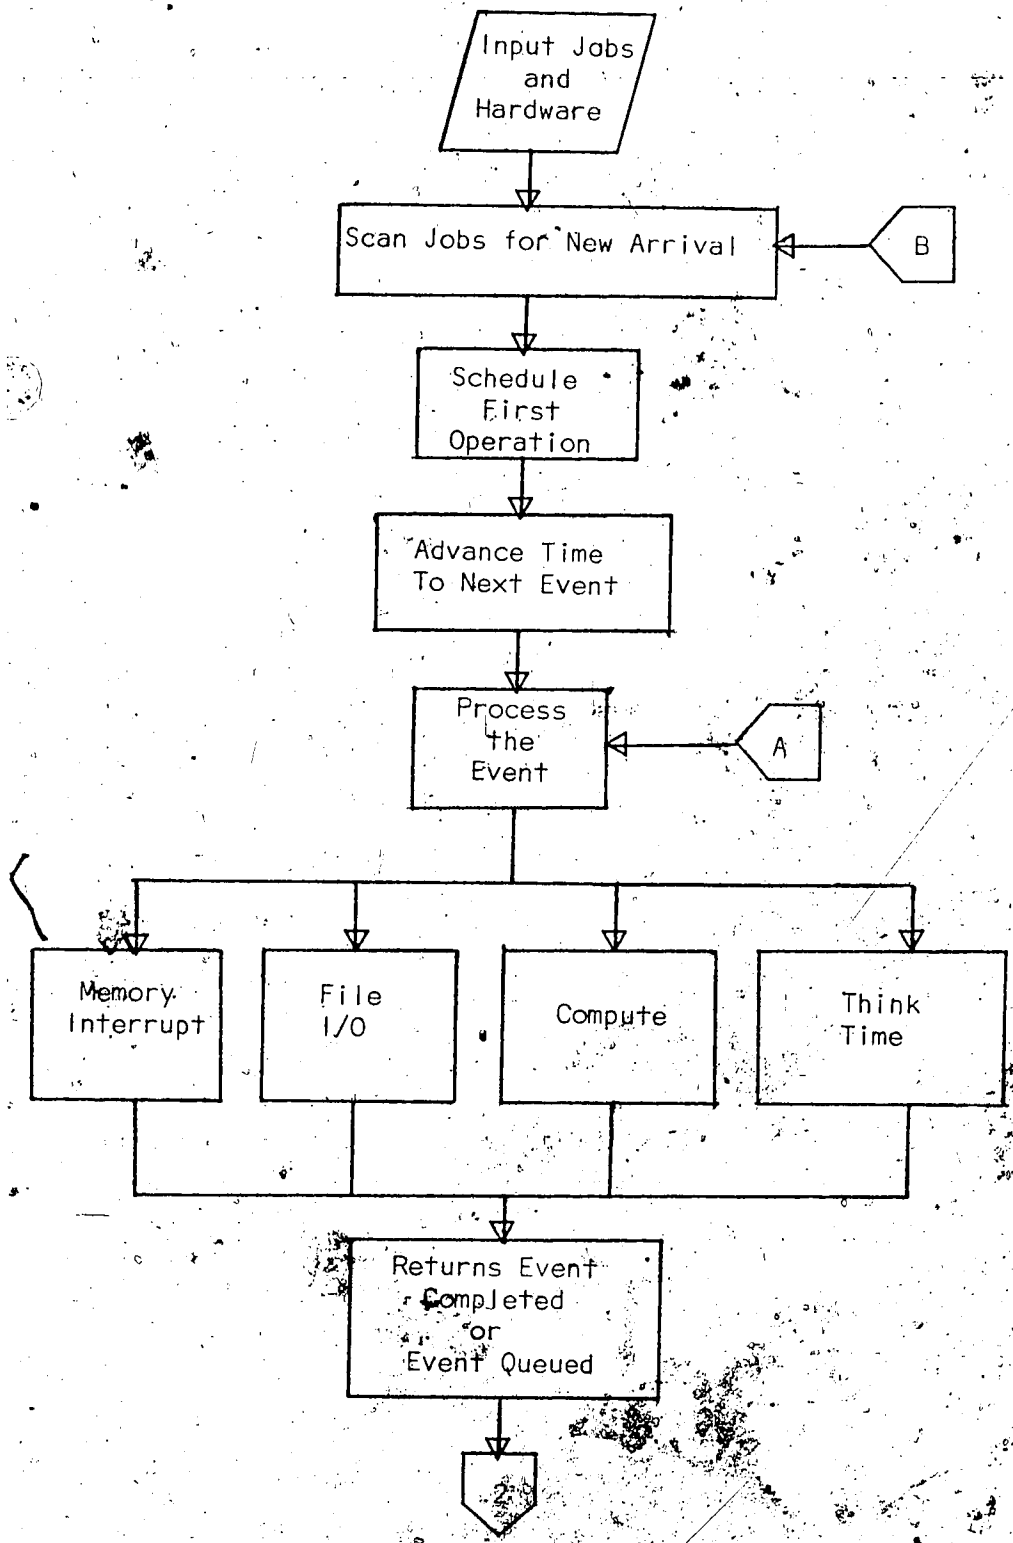 Input Jobs
and
Hardware
Scan Jobs for New Arrival
B
Schedule
First
Operation
Advance Time
To Next Event
Process
the
Event
A
Memory
Interrupt
File
I/O
Compute
Think
Time
Returns Event
Completed
or
Event Queued
2